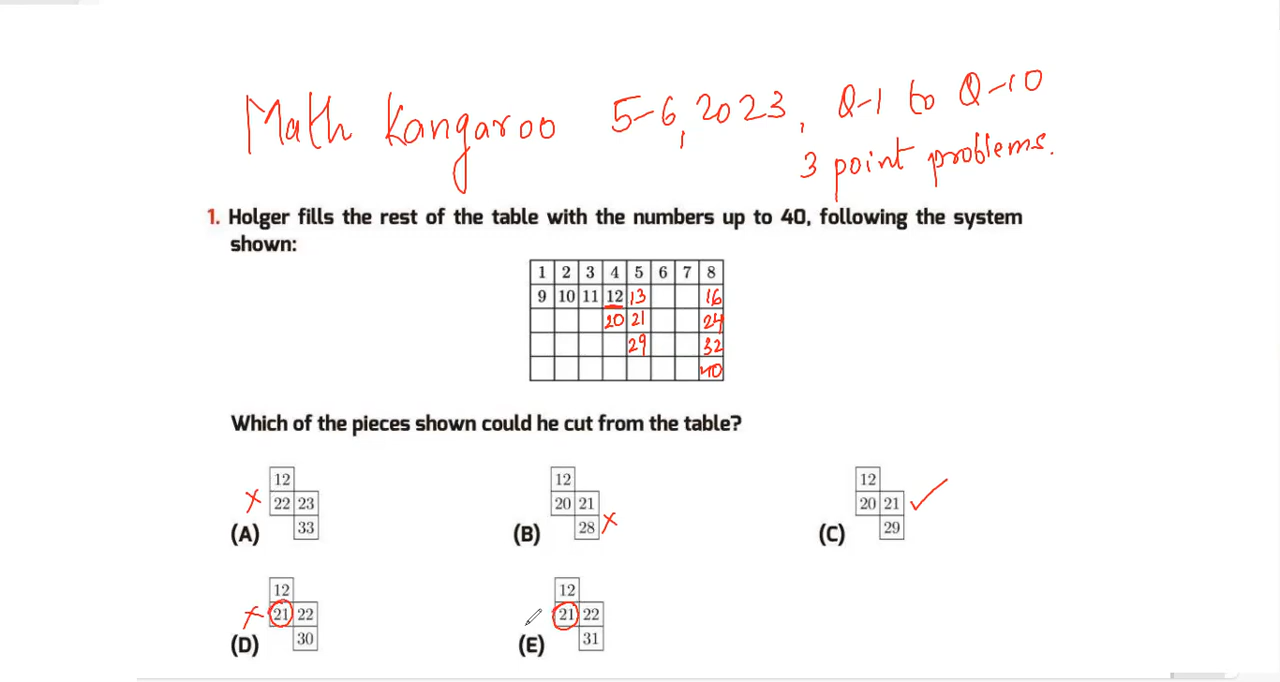 Math Kangaroo 5-6, 2023, Q-1 to Q-10
3 point problems.
1. Holger fills the rest of the table with the numbers up to 40, following the system
shown:
1 2 3 4 5 6 7 8
9 10 11 12 13 16
20 21 24
29 32
40
Which of the pieces shown could he cut from the table?
12 12 12
x 22 23 20 21 20 21 ✓
(A) 33 (B) 28 x (C) 29
12 12
x 21 22 21 22
(D) 30 (E) 31